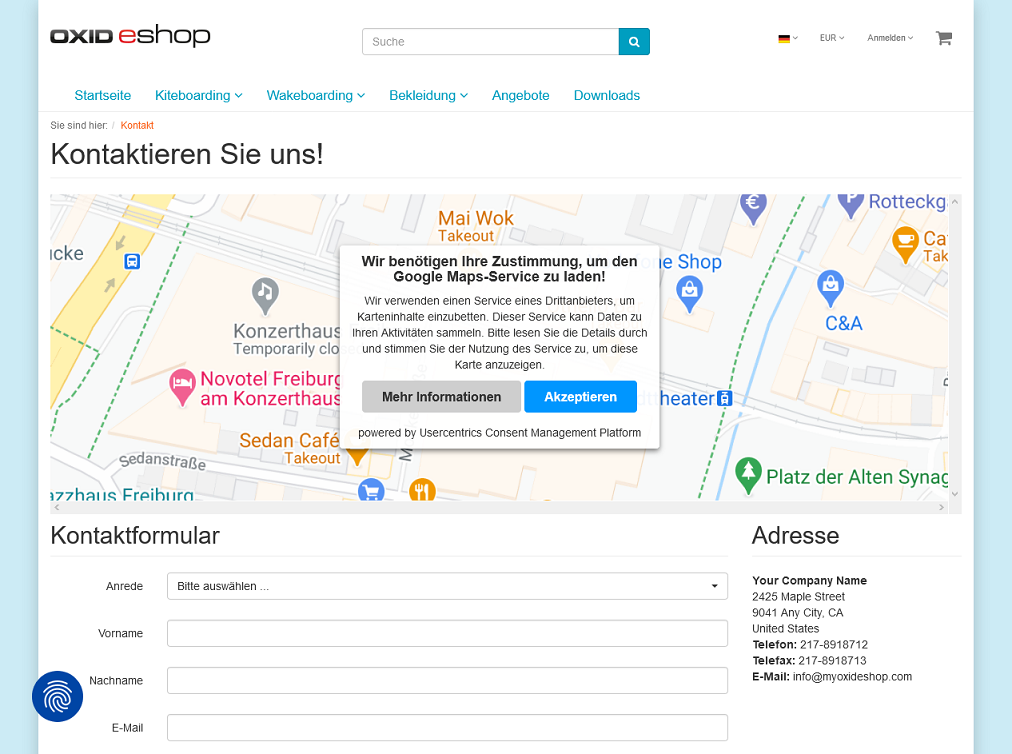 OXID eshop
Suche
EUR
Anmelden
Startseite Kiteboarding Wakeboarding Bekleidung Angebote Downloads
Sie sind hier: / Kontakt
Kontaktieren Sie uns!
Mai Wok
Takeout
Rotteckg
ucke
Ca
Tak
one Shop
C&A
Konzerthaus
Temporarily clo
Novotel Freiburg
am Konzerthaus
Wir benötigen Ihre Zustimmung, um den
Google Maps-Service zu laden!
Wir verwenden einen Service eines Drittanbieters, um
Karteninhalte einzubetten. Dieser Service kann Daten zu
Ihren Aktivitäten sammeln. Bitte lesen Sie die Details durch
und stimmen Sie der Nutzung des Service zu, um diese
Karte anzuzeigen.
Mehr Informationen Akzeptieren
powered by Usercentrics Consent Management Platform
dttheater
Sedan Café
Takeout
Sedanstraße
Platz der Alten Synag
azzhaus Freiburg
Kontaktformular
Anrede
Bitte auswählen ...
Vorname
Nachname
E-Mail
Adresse
Your Company Name
2425 Maple Street
9041 Any City, CA
United States
Telefon: 217-8918712
Telefax: 217-8918713
E-Mail: info@myoxideshop.com